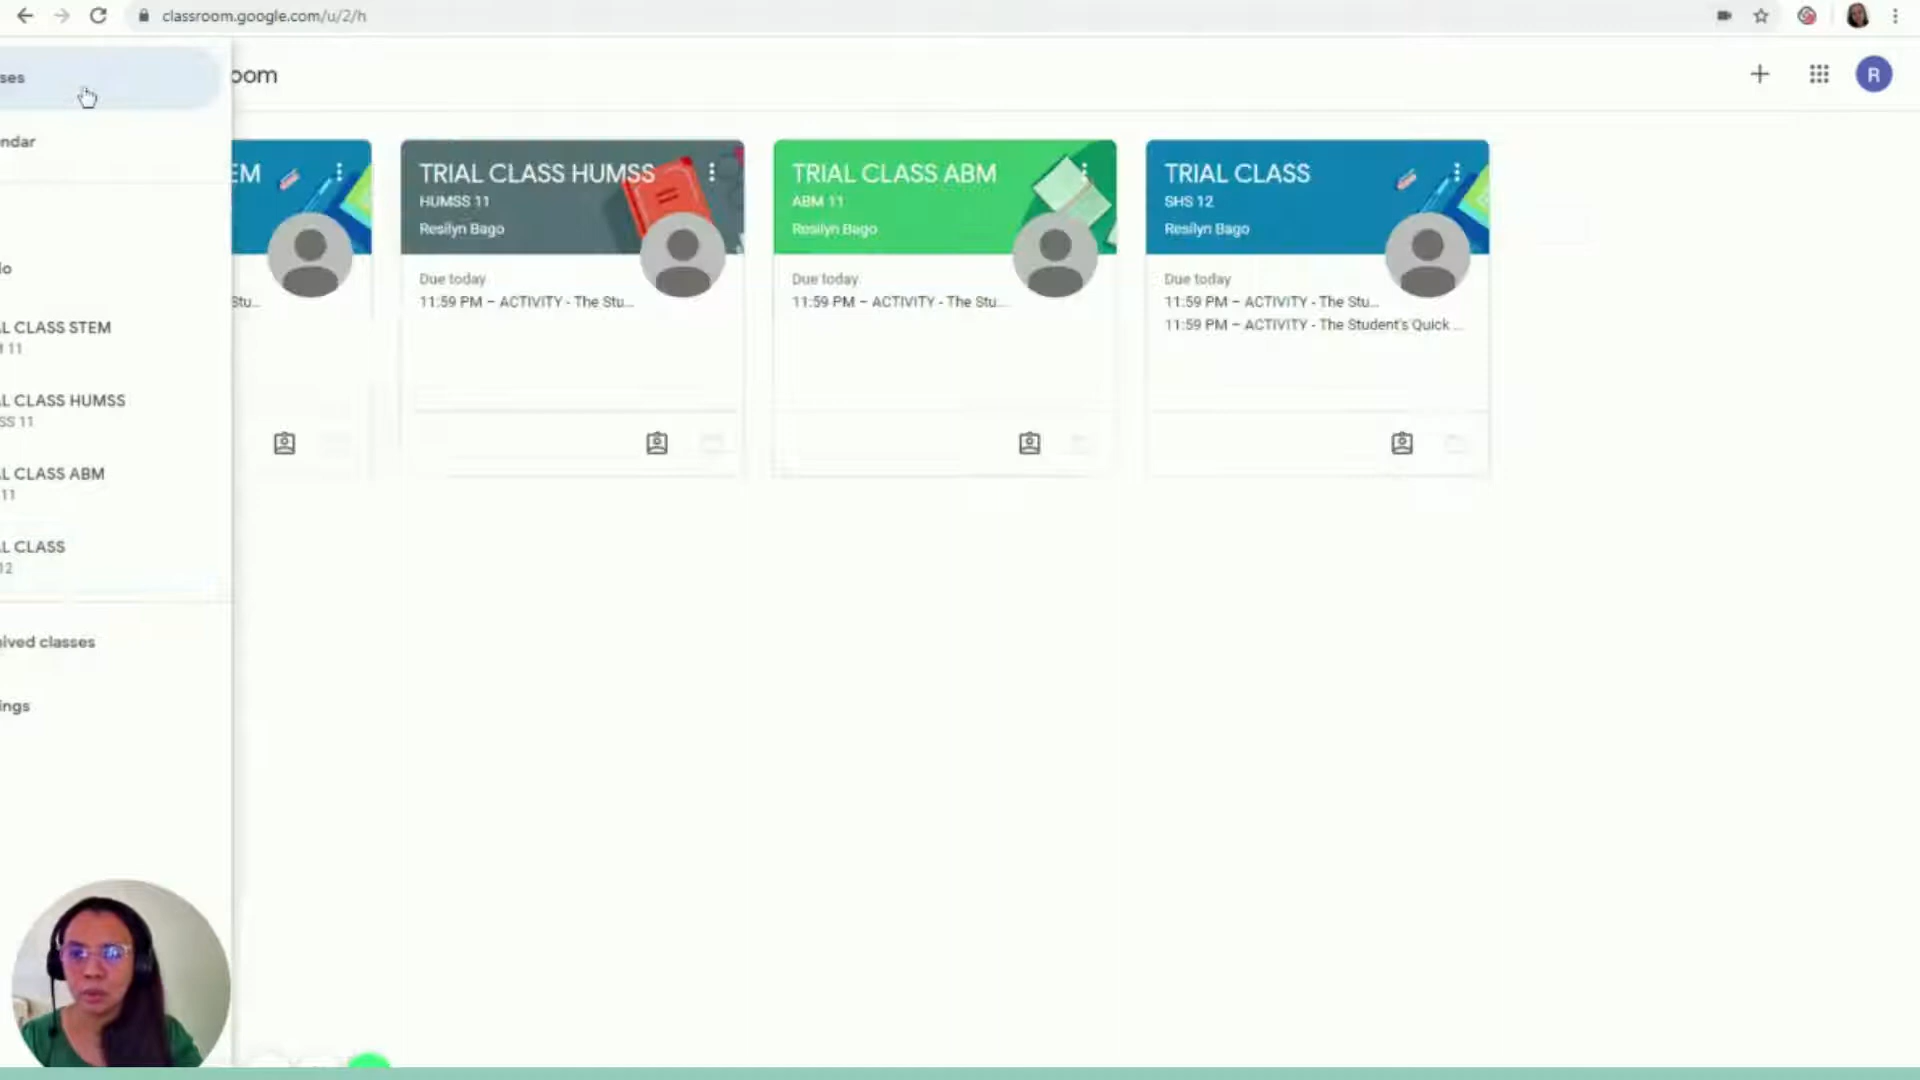 classroom.google.com/u/2/h
ses
oom
R
ndar
lo
L CLASS STEM
11
L CLASS HUMSS
SS 11
L CLASS ABM
11
L CLASS
12
ived classes
ings
EM
Stu...
TRIAL CLASS HUMSS
HUMSS 11
Resilyn Bago
Due today
11:59 PM – ACTIVITY - The Stu...
TRIAL CLASS ABM
ABM 11
Resilyn Bago
Due today
11:59 PM – ACTIVITY - The Stu...
TRIAL CLASS
SHS 12
Resilyn Bago
Due today
11:59 PM – ACTIVITY - The Stu...
11:59 PM – ACTIVITY - The Student's Quick ...